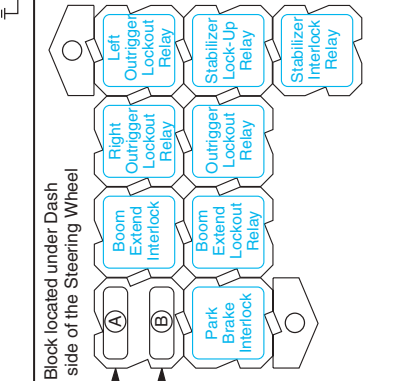 Block located under Dash
side of the Steering Wheel
Left
Outrigger
Lockout
Relay
Stabilizer
Lock-Up
Relay
Stabilizer
Interlock
Relay
Right
Outrigger
Lockout
Relay
Outrigger
Lockout
Relay
Boom
Extend
Interlock
Boom
Extend
Lockout
Relay
A
B
Park
Brake
Interlock